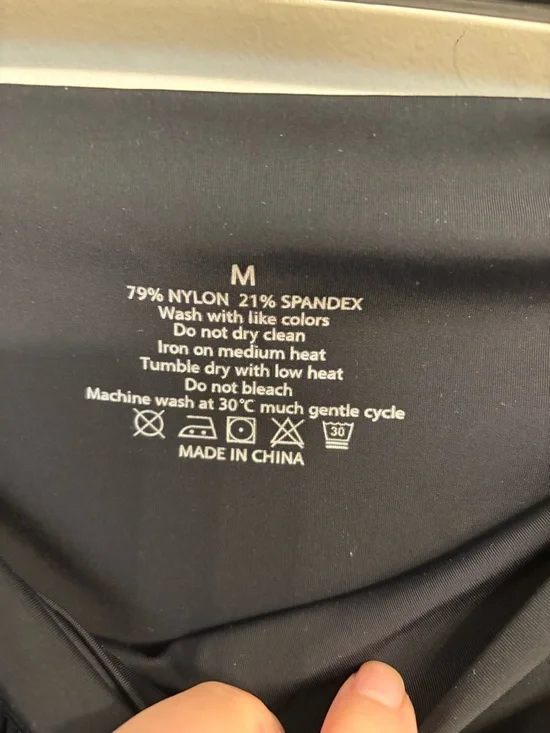 M
79% NYLON 21% SPANDEX
Wash with like colors
Do not dry clean
Iron on medium heat
Tumble dry with low heat
Do not bleach
Machine wash at 30°C much gentle cycle
30
MADE IN CHINA